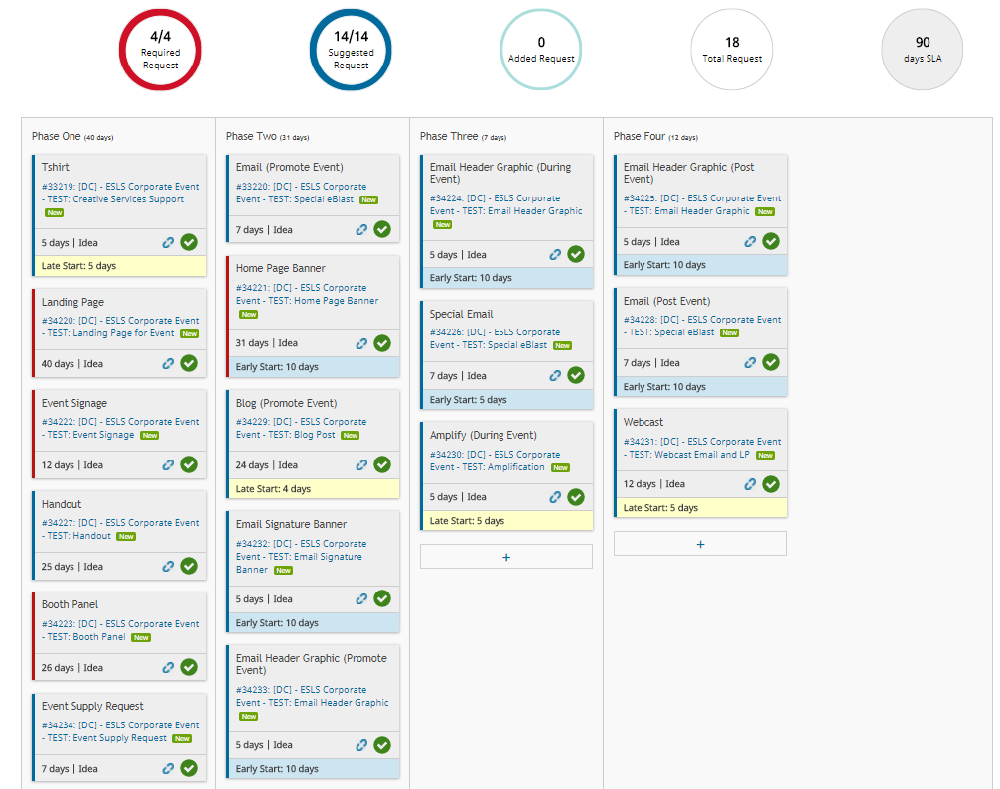 4/4
Required
Request
14/14
Suggested
Request
0
Added Request
18
Total Request
90
days SLA
Phase One (40 days)
Tshirt
#33219: [DC] - ESLS Corporate Event
- TEST: Creative Services Support
New
5 days | Idea
Late Start: 5 days
Landing Page
#34220: [DC] - ESLS Corporate Event
- TEST: Landing Page for Event New
40 days | Idea
Event Signage
#34222: [DC] - ESLS Corporate Event
- TEST: Event Signage New
12 days | Idea
Handout
#34227: [DC] - ESLS Corporate Event
- TEST: Handout New
25 days | Idea
Booth Panel
#34223: [DC] - ESLS Corporate Event
- TEST: Booth Panel New
26 days | Idea
Event Supply Request
#34234: [DC] - ESLS Corporate Event
- TEST: Event Supply Request New
7 days | Idea
Phase Two (31 days)
Email (Promote Event)
#33220: [DC] - ESLS Corporate
Event - TEST: Special eBlast New
7 days | Idea
Home Page Banner
#34221: [DC] - ESLS Corporate
Event - TEST: Home Page Banner
New
31 days | Idea
Early Start: 10 days
Blog (Promote Event)
#34229: [DC] - ESLS Corporate
Event - TEST: Blog Post New
24 days | Idea
Late Start: 4 days
Email Signature Banner
#34232: [DC] - ESLS Corporate
Event - TEST: Email Signature
Banner New
5 days | Idea
Early Start: 10 days
Email Header Graphic (Promote
Event)
#34233: [DC] - ESLS Corporate
Event - TEST: Email Header Graphic
New
5 days | Idea
Early Start: 10 days
Phase Three (7 days)
Email Header Graphic (During
Event)
#34224: [DC] - ESLS Corporate
Event - TEST: Email Header Graphic
New
5 days | Idea
Early Start: 10 days
Special Email
#34226: [DC] - ESLS Corporate
Event - TEST: Special eBlast New
7 days | Idea
Early Start: 5 days
Amplify (During Event)
#34230: [DC] - ESLS Corporate
Event - TEST: Amplification New
5 days | Idea
Late Start: 5 days
+
Phase Four (12 days)
Email Header Graphic (Post
Event)
#34225: [DC] - ESLS Corporate
Event - TEST: Email Header Graphic New
5 days | Idea
Early Start: 10 days
Email (Post Event)
#34228: [DC] - ESLS Corporate
Event - TEST: Special eBlast New
7 days | Idea
Early Start: 10 days
Webcast
#34231: [DC] - ESLS Corporate
Event - TEST: Webcast Email and LP New
12 days | Idea
Late Start: 5 days
+